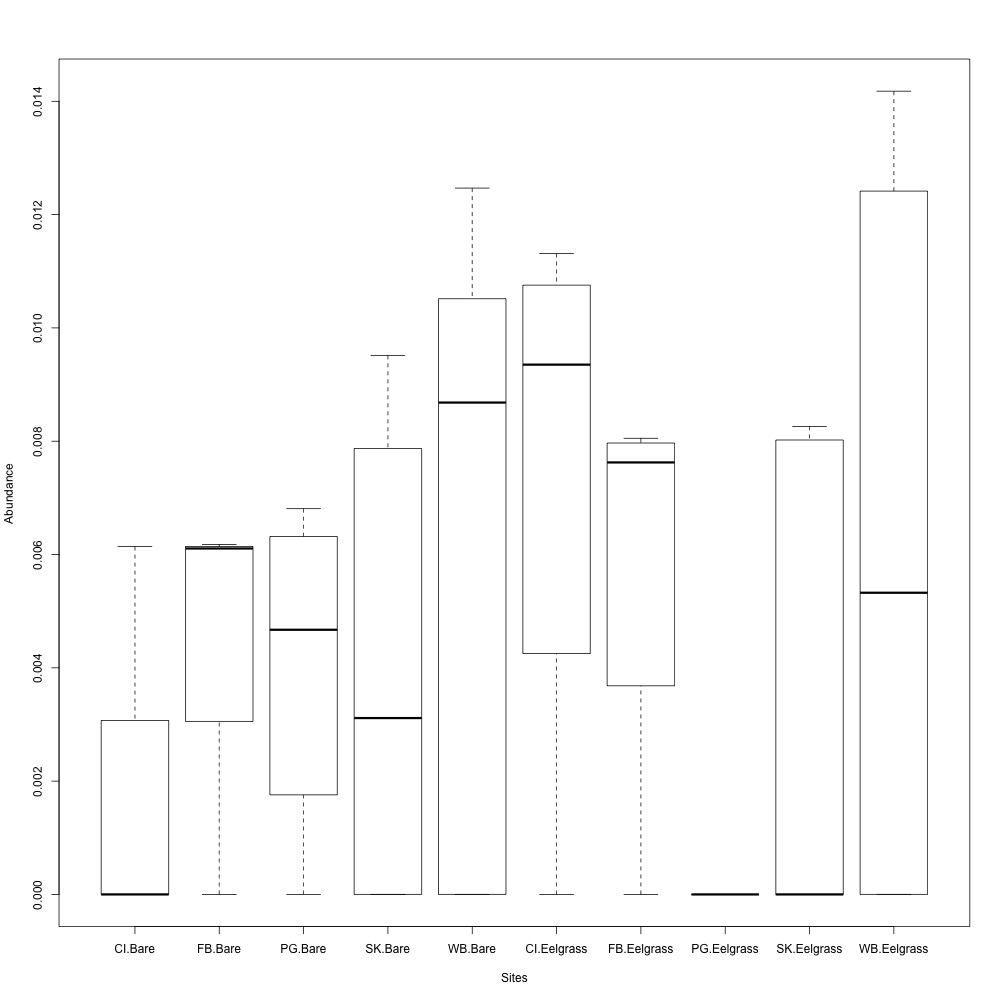 Abundance
0.014
0.012
0.010
0.008
0.006
0.004
0.002
0.000
CI.Bare FB.Bare PG.Bare SK.Bare WB.Bare CI.Eelgrass FB.Eelgrass PG.Eelgrass SK.Eelgrass WB.Eelgrass
Sites